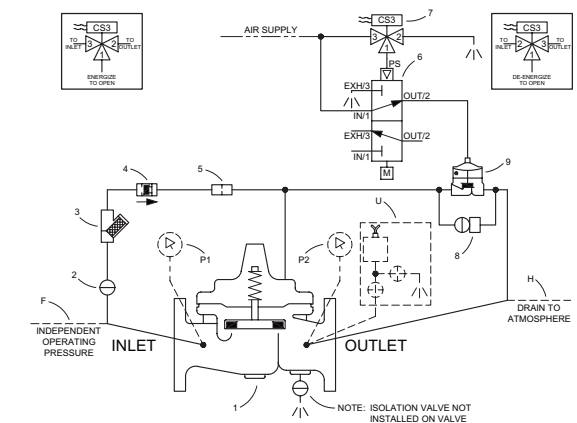 CS3
TO
INLET
3
2
TO
OUTLET
1
ENERGIZE
TO OPEN
AIR SUPPLY
CS3
7
3
2
1
CS3
TO
INLET
3
2
TO
OUTLET
1
DE-ENERGIZE
TO OPEN
PS
6
EXH/3
OUT/2
IN/1
EXH/3
OUT/2
IN/1
M
9
4
5
U
8
3
P1
P2
2
F
H
INDEPENDENT
OPERATING
PRESSURE
INLET
OUTLET
DRAIN TO
ATMOSPHERE
1
NOTE: ISOLATION VALVE NOT
INSTALLED ON VALVE